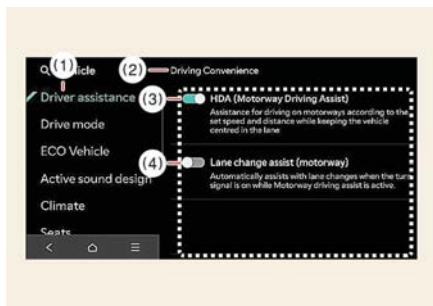 (1)
(2)
hicle
Driving Convenience
Driver assistance
(3)
HDA (Motorway Driving Assist)
Assistance for driving on motorways according to the
set speed and distance while keeping the vehicle
centred in the lane
Drive mode
ECO Vehicle
(4)
Lane change assist (motorway)
Automatically assists with lane changes when the turn
signal is on while Motorway driving assist is active.
Active sound design
Climate
Seats